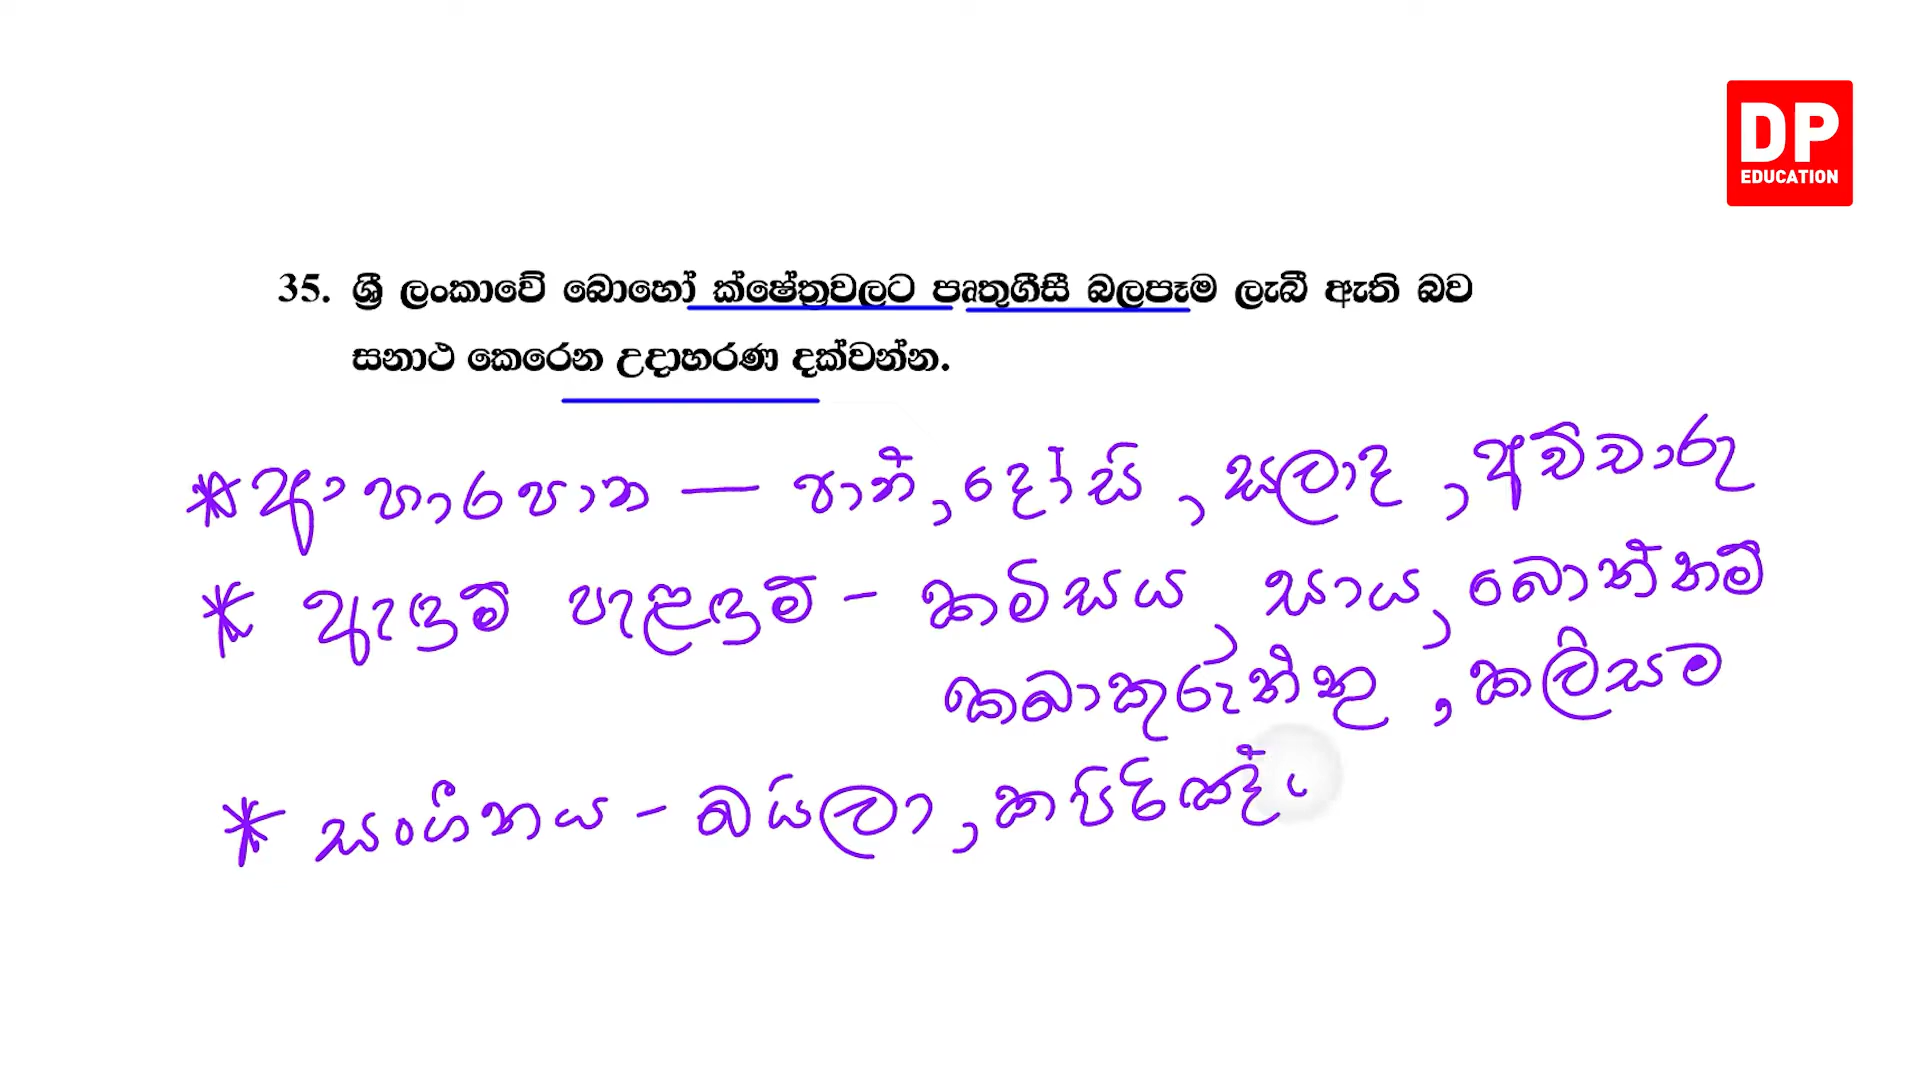 DP
EDUCATION
35. ශ්‍රී ලංකාවේ බොහෝ ක්ෂේත්‍රවලට පෘතුගීසී බලපෑම ලැබී ඇති බව
සනාථ කෙරෙන උදාහරණ දක්වන්න.
* ආහාරපාන — පාන්, දෝසි, සලාද, අච්චාරු
* ඇඳුම් පැළඳුම් - කමිසය, සාය, බොත්තම්
කෙබාකුරුත්තු, කලිසම
* සංගීතය - බයිලා, කපිරිඤ්